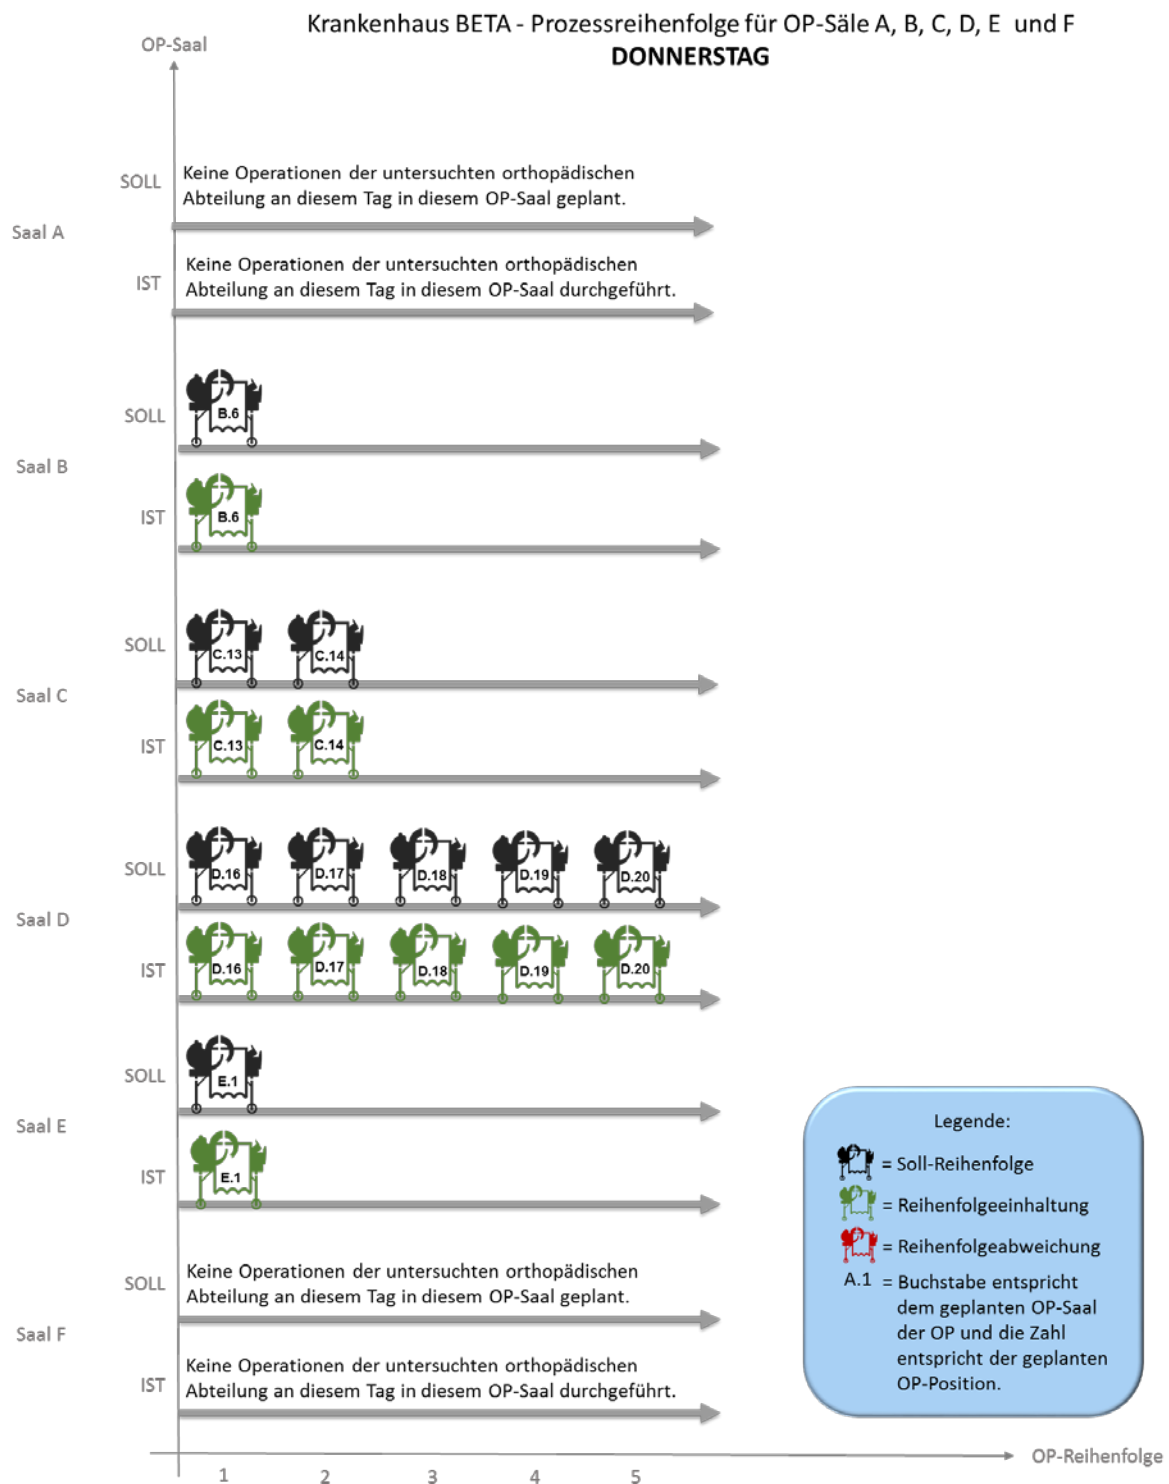 Krankenhaus BETA - Prozessreihenfolge für OP-Säle A, B, C, D, E und F
DONNERSTAG
OP-Saal
Saal A
SOLL
Keine Operationen der untersuchten orthopädischen
Abteilung an diesem Tag in diesem OP-Saal geplant.
IST
Keine Operationen der untersuchten orthopädischen
Abteilung an diesem Tag in diesem OP-Saal durchgeführt.
Saal B
SOLL
B.6
IST
B.6
Saal C
SOLL
C.13 C.14
IST
C.13 C.14
Saal D
SOLL
D.16 D.17 D.18 D.19 D.20
IST
D.16 D.17 D.18 D.19 D.20
Saal E
SOLL
E.1
IST
E.1
Saal F
SOLL
Keine Operationen der untersuchten orthopädischen
Abteilung an diesem Tag in diesem OP-Saal geplant.
IST
Keine Operationen der untersuchten orthopädischen
Abteilung an diesem Tag in diesem OP-Saal durchgeführt.
Legende:
= Soll-Reihenfolge
= Reihenfolgeeinhaltung
= Reihenfolgeabweichung
A.1 = Buchstabe entspricht
dem geplanten OP-Saal
der OP und die Zahl
entspricht der geplanten
OP-Position.
OP-Reihenfolge
1 2 3 4 5